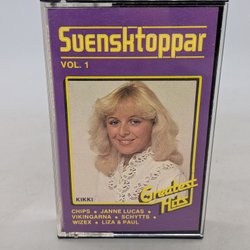 Svensktoppar
VOL. 1
KIKKI
Greatest
Hits
CHIPS ★ JANNE LUCAS ★
VIKINGARNA ★ SCHYTTS ★
WIZEX ★ LIZA & PAUL